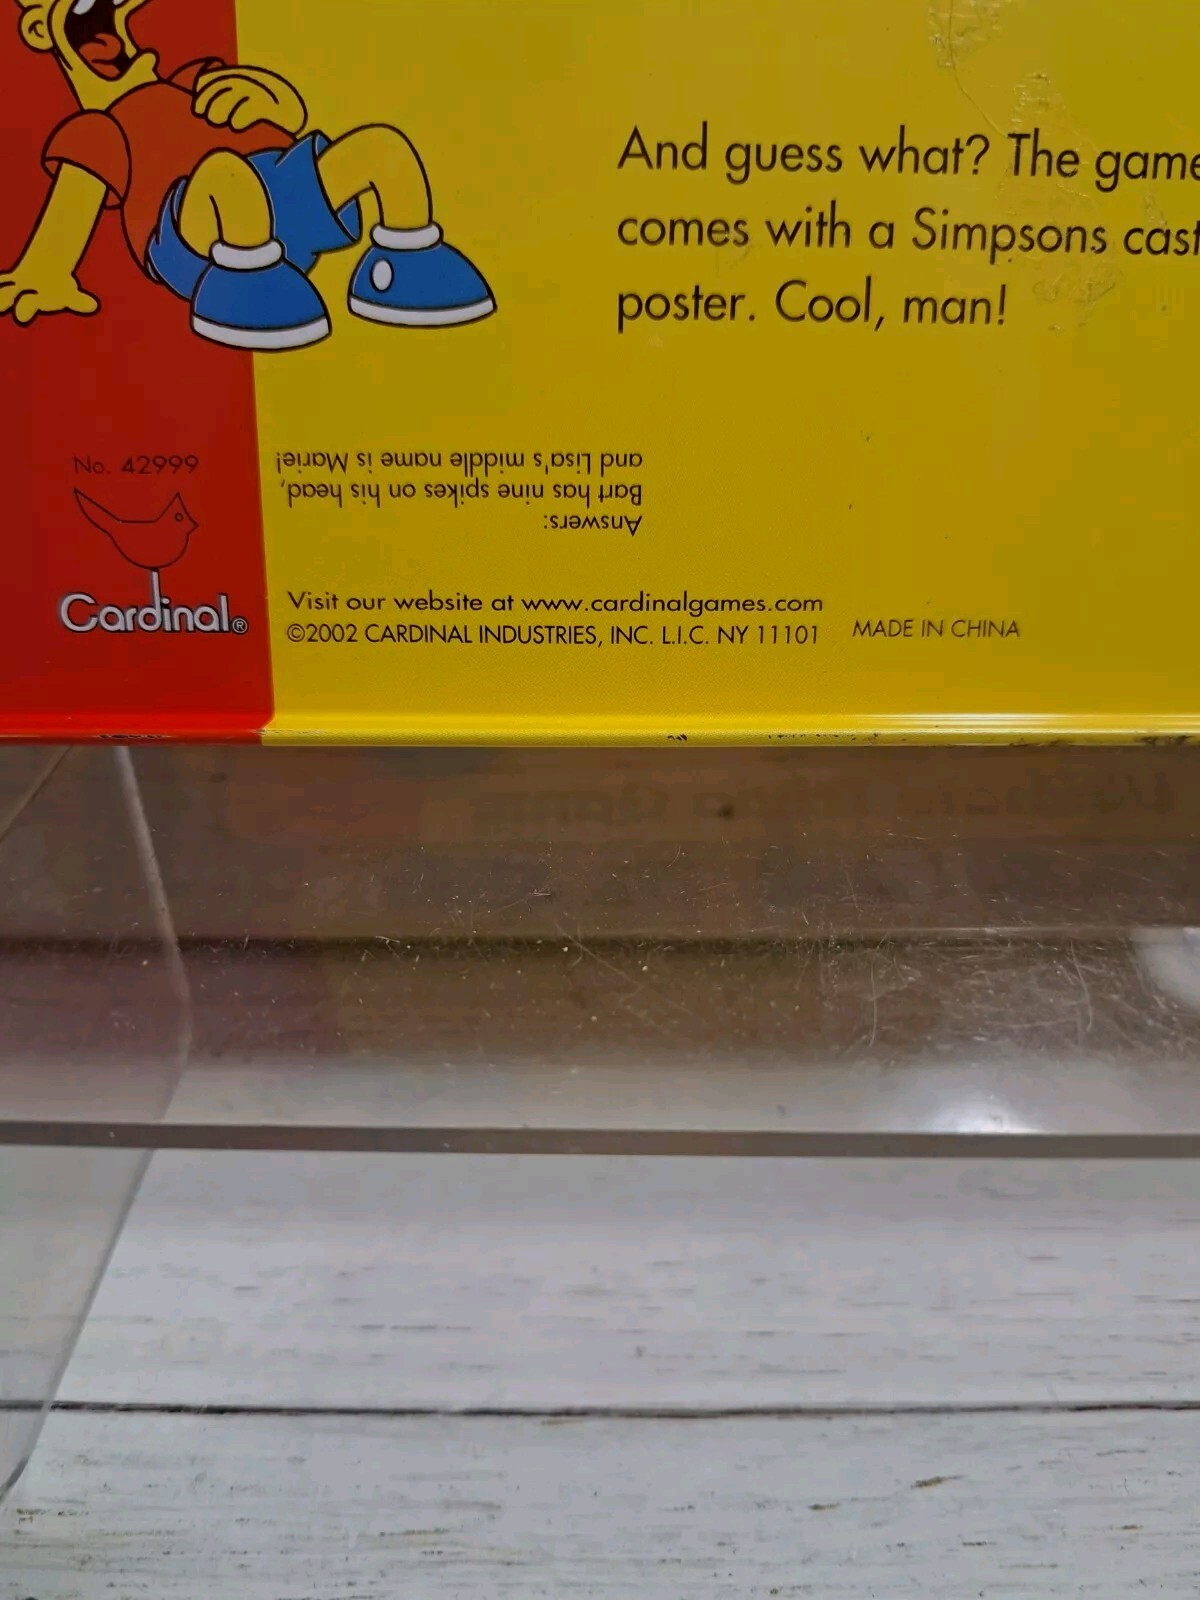 And guess what? The game
comes with a Simpsons cast
poster. Cool, man!
No. 42999
Answers:
Bart has nine spikes on his head,
and Lisa's middle name is Marie!
Cardinal®
Visit our website at www.cardinalgames.com
©2002 CARDINAL INDUSTRIES, INC. L.I.C. NY 11101
MADE IN CHINA